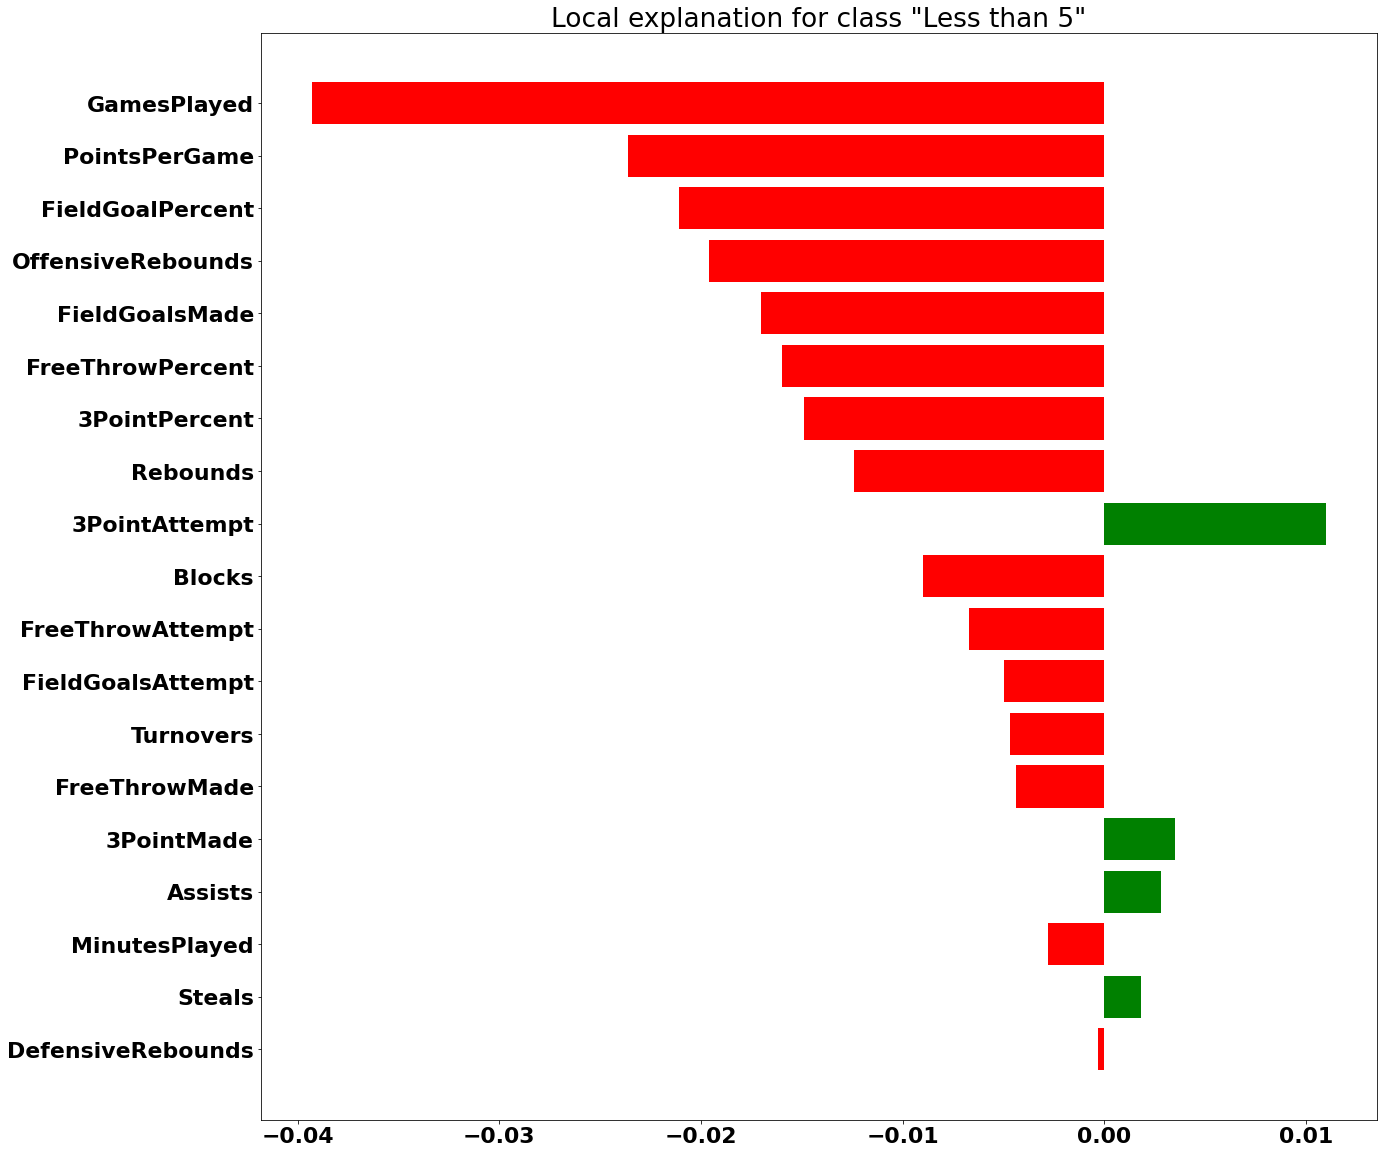 Local explanation for class "Less than 5"
GamesPlayed
PointsPerGame
FieldGoalPercent
OffensiveRebounds
FieldGoalsMade
FreeThrowPercent
3PointPercent
Rebounds
3PointAttempt
Blocks
FreeThrowAttempt
FieldGoalsAttempt
Turnovers
FreeThrowMade
3PointMade
Assists
MinutesPlayed
Steals
DefensiveRebounds
−0.04 −0.03 −0.02 −0.01 0.00 0.01